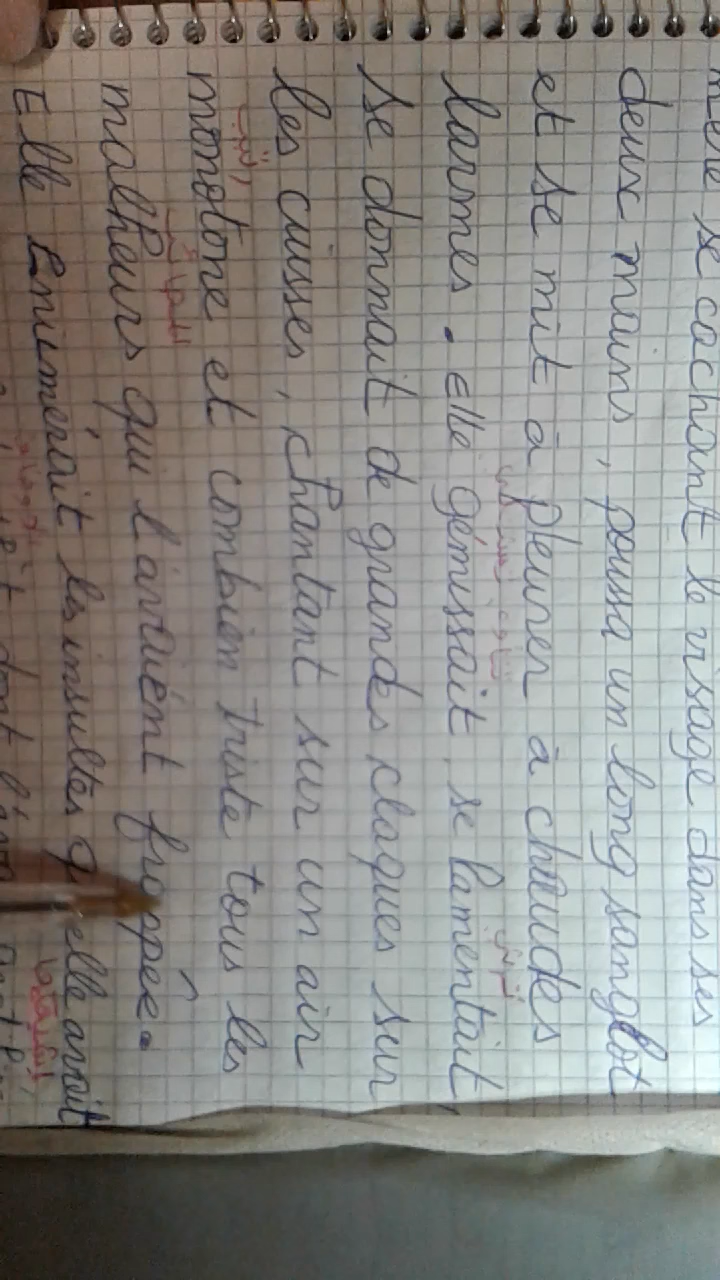 se cachant le visage dans ses
deux mains, poussa un long sanglot
et se mit à pleurer à chaudes
larmes. Elle gémissait, se lamentait,
se donnait de grandes claques sur
les cuisses, chantant sur un air
monotone et combien triste tous les
malheurs qui l'avaient frappée.
Elle énumérait les insultes qu'elle avait
dont